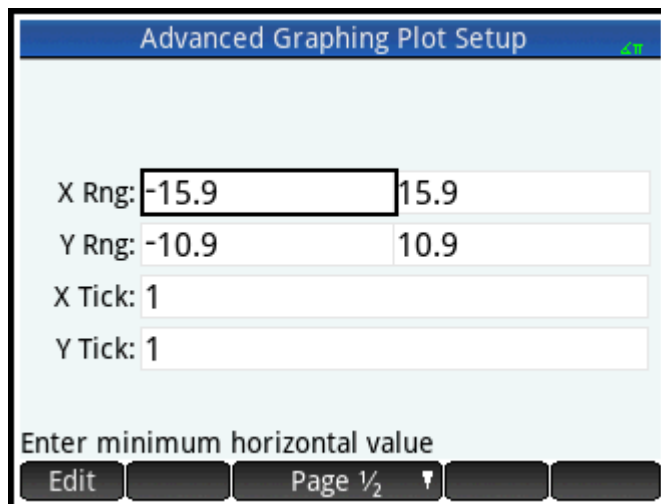 Advanced Graphing Plot Setup ∡π
X Rng: -15.9 15.9
Y Rng: -10.9 10.9
X Tick: 1
Y Tick: 1
Enter minimum horizontal value
Edit Page ½ ▼